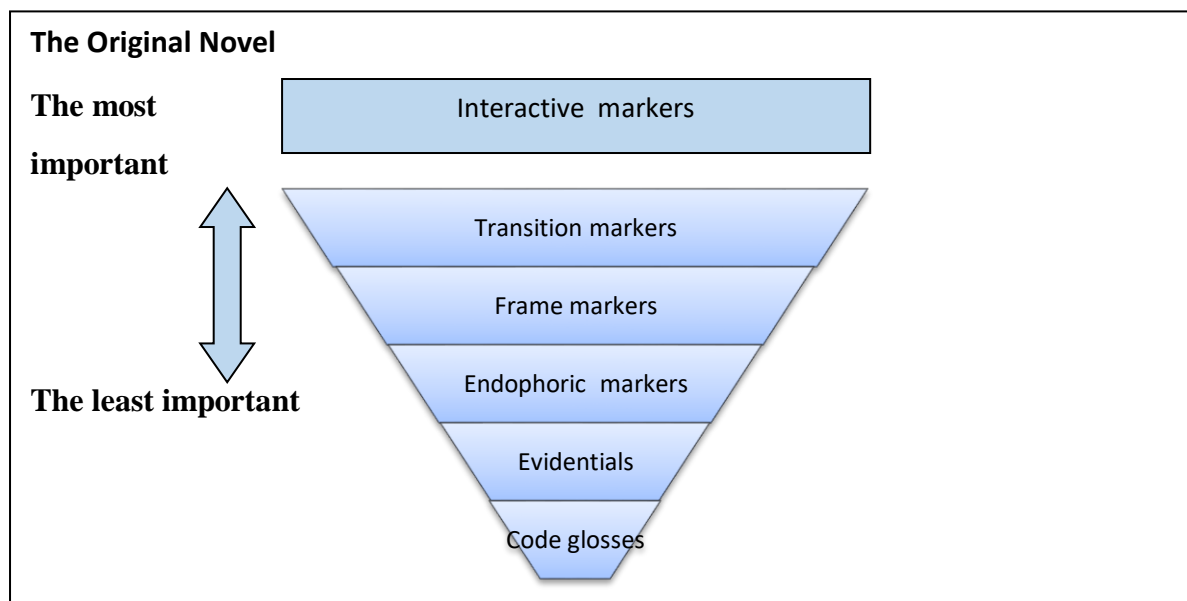 The Original Novel
The most
important
Interactive markers
Transition markers
Frame markers
Endophoric markers
The least important
Evidentials
Code glosses